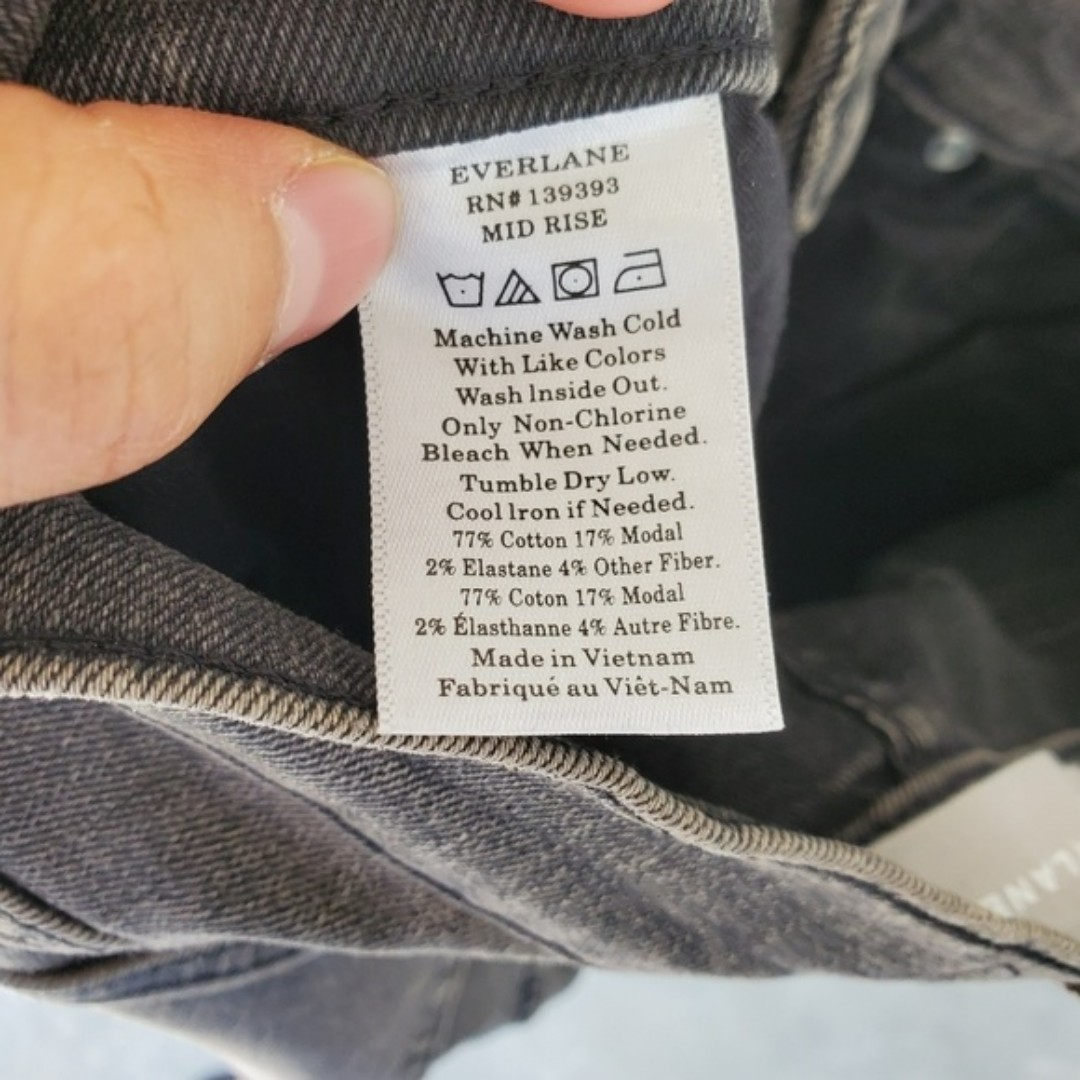 EVERLANE
RN# 139393
MID RISE
Machine Wash Cold
With Like Colors
Wash Inside Out.
Only Non-Chlorine
Bleach When Needed.
Tumble Dry Low.
Cool Iron if Needed.
77% Cotton 17% Modal
2% Elastane 4% Other Fiber.
77% Coton 17% Modal
2% Élasthanne 4% Autre Fibre.
Made in Vietnam
Fabriqué au Viêt-Nam